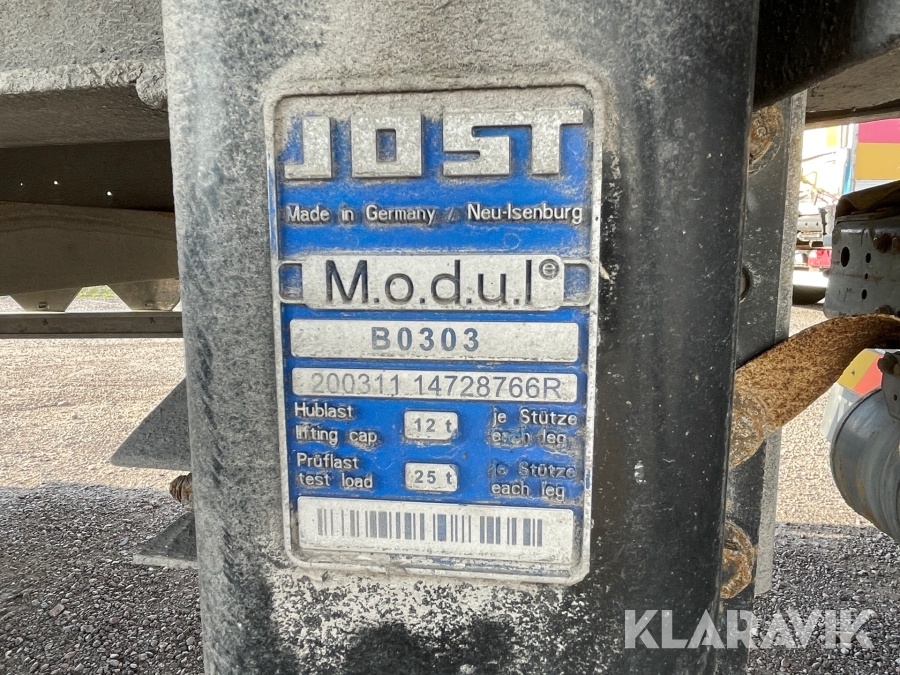 JOST
Made in Germany / Neu-Isenburg
M.o.d.u.l®
B0303
200311 14728766R
Hublast 12 t je Stütze
lifting cap. each leg
Prüflast 25 t je Stütze
test load each leg
KLARAVIK